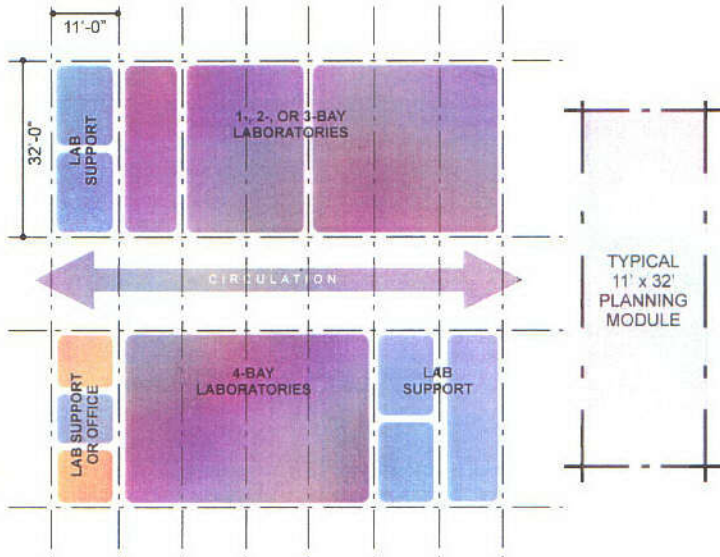 11'-0"
32'-0"
LAB
SUPPORT
1-, 2-, OR 3-BAY
LABORATORIES
CIRCULATION
TYPICAL
11' x 32'
PLANNING
MODULE
LAB SUPPORT
OR OFFICE
4-BAY
LABORATORIES
LAB
SUPPORT